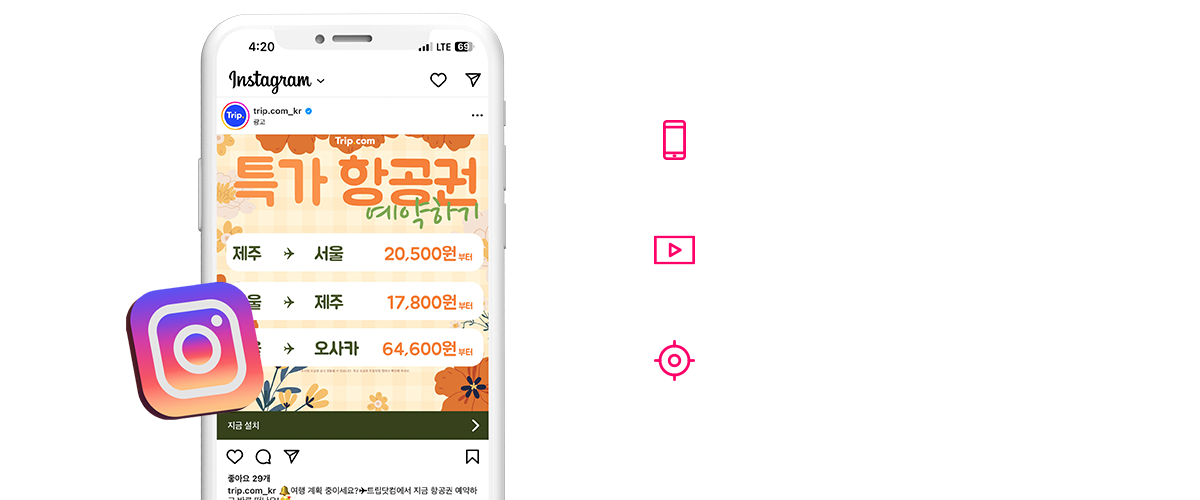 4:20
LTE 69
Instagram
Trip.
trip.com_kr
광고
Trip.com
특가 항공권
예약하기
제주 → 서울 20,500원부터
울 → 제주 17,800원부터
→ 오사카 64,600원부터
지금 설치
좋아요 29개
trip.com_kr 🔔여행 계획 중이세요?✈트립닷컴에서 지금 항공권 예약하